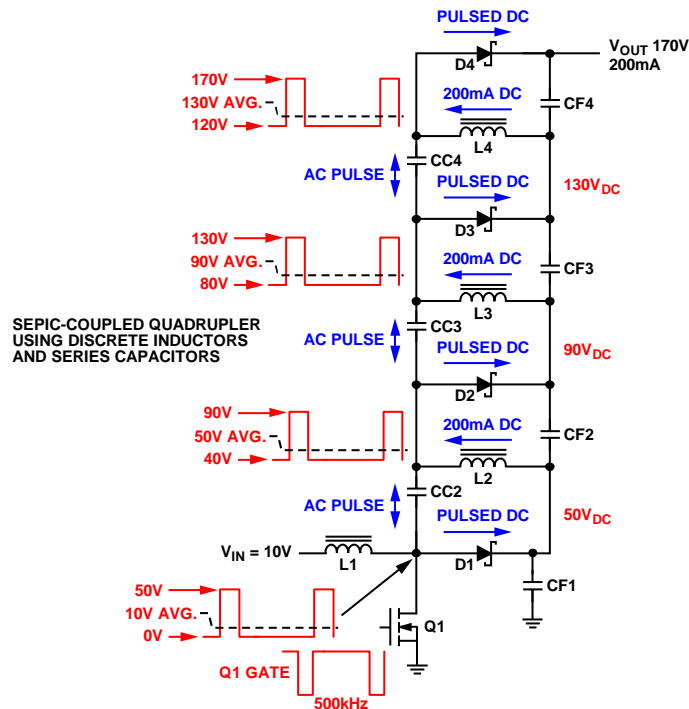 PULSED DC
D4
VOUT 170V
200mA
170V
130V AVG.
120V
200mA DC
L4
CF4
AC PULSE
CC4
PULSED DC
D3
130VDC
130V
90V AVG.
80V
200mA DC
L3
CF3
SEPIC-COUPLED QUADRUPLER
USING DISCRETE INDUCTORS
AND SERIES CAPACITORS
AC PULSE
CC3
PULSED DC
D2
90VDC
90V
50V AVG.
40V
200mA DC
L2
CF2
AC PULSE
CC2
PULSED DC
D1
50VDC
VIN = 10V
L1
CF1
50V
10V AVG.
0V
Q1
Q1 GATE
500kHz